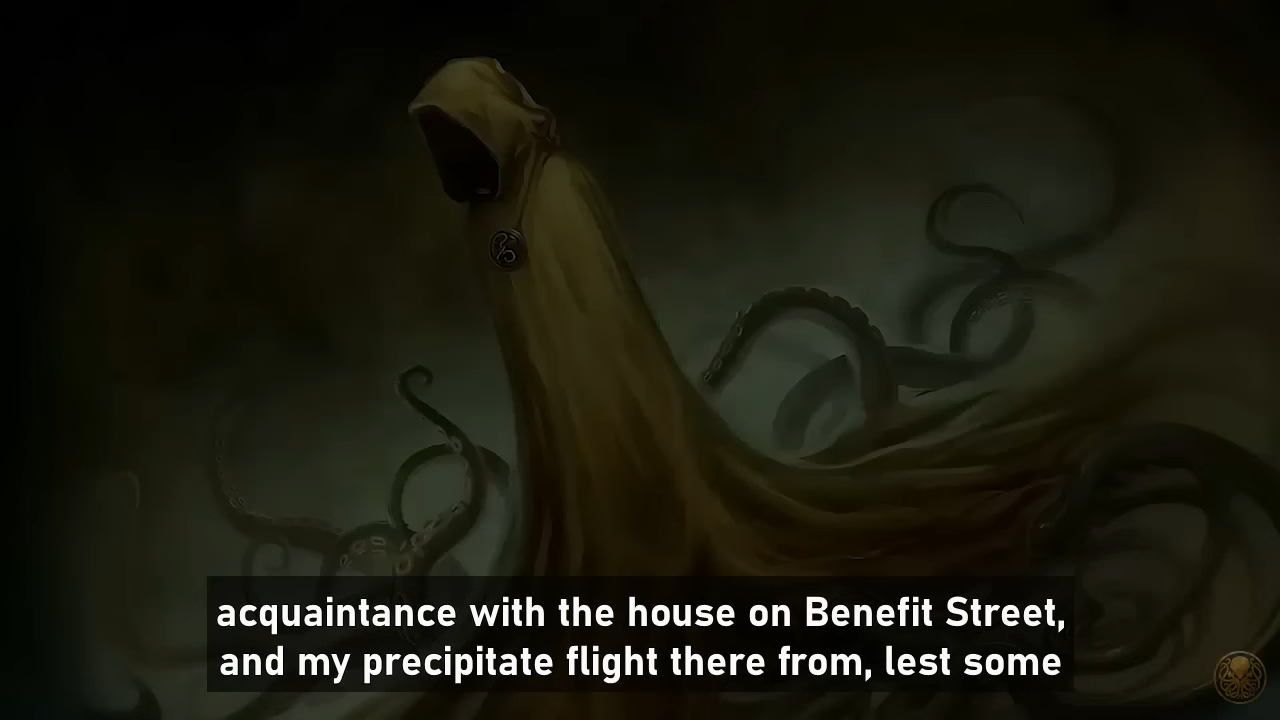 acquaintance with the house on Benefit Street,
and my precipitate flight there from, lest some